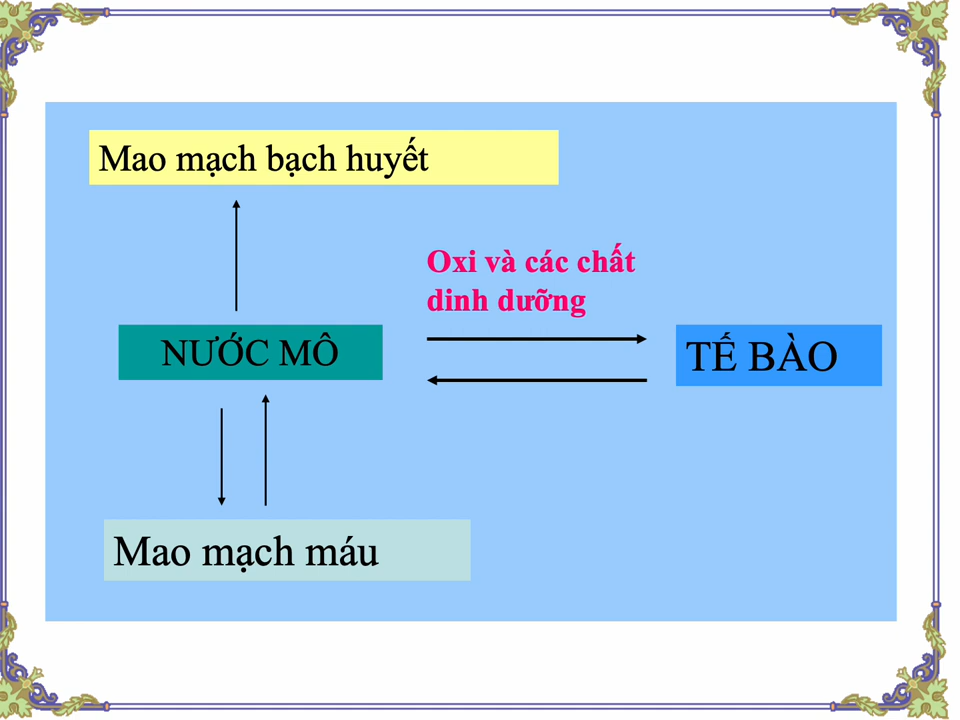 Mao mạch bạch huyết
Oxi và các chất
dinh dưỡng
NƯỚC MÔ
TẾ BÀO
Mao mạch máu